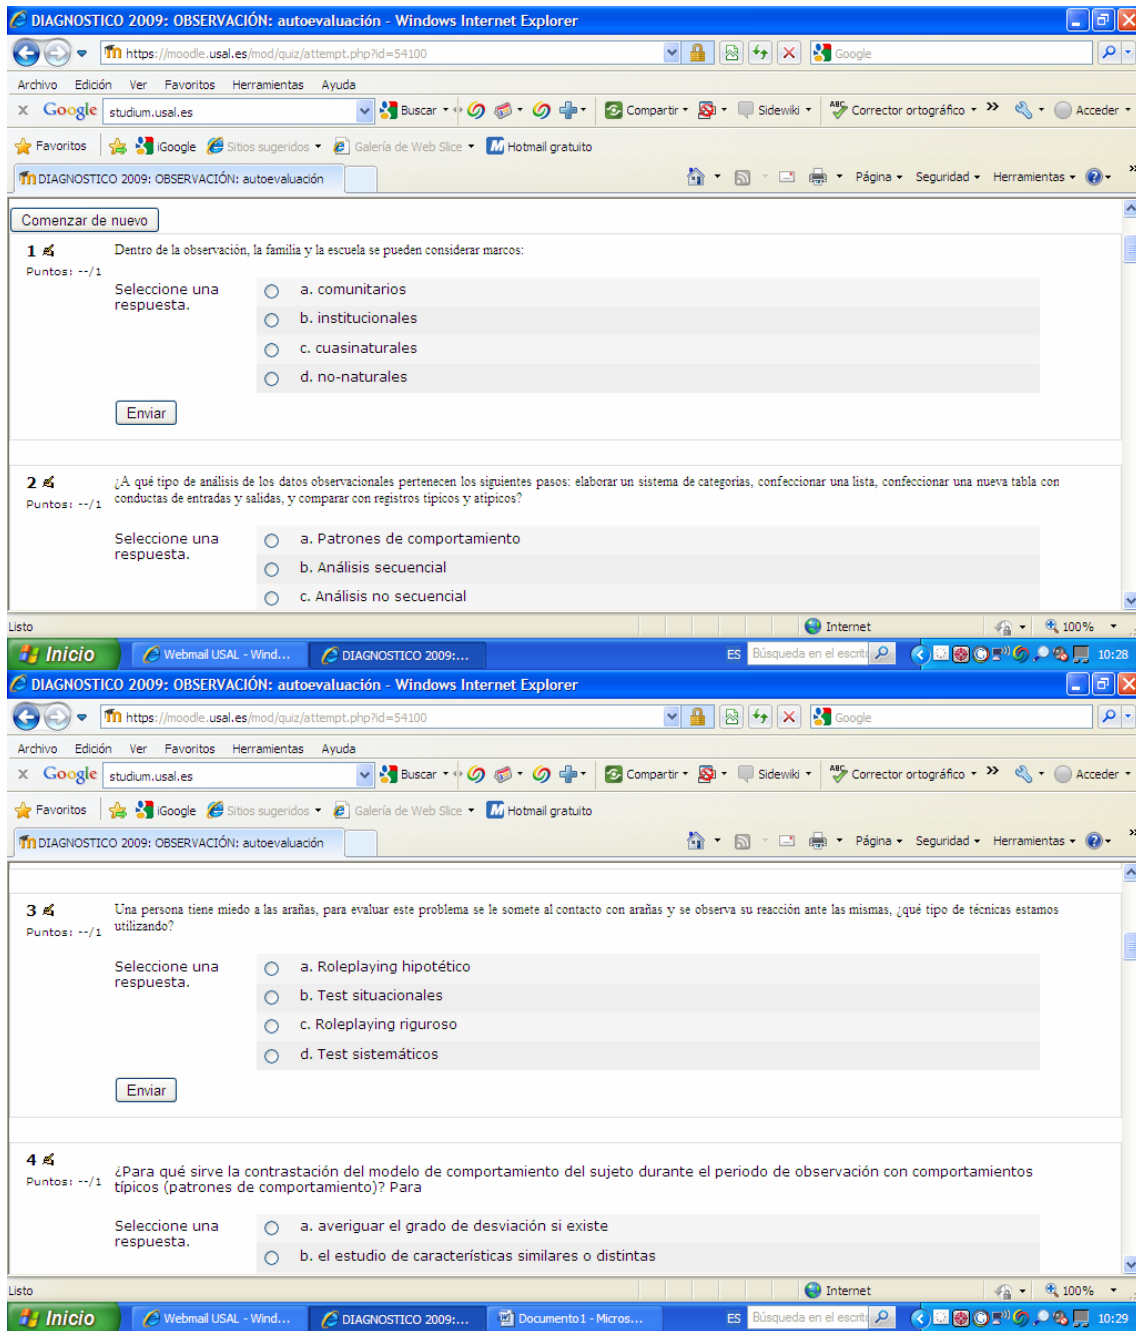 DIAGNOSTICO 2009: OBSERVACIÓN: autoevaluación - Windows Internet Explorer
https://moodle.usal.es/mod/quiz/attempt.php?id=54100
Google
Archivo Edición Ver Favoritos Herramientas Ayuda
x Google studium.usal.es Buscar Compartir Sidewiki Corrector ortográfico » Acceder
Favoritos iGoogle Sitios sugeridos Galería de Web Slice Hotmail gratuito
DIAGNOSTICO 2009: OBSERVACIÓN: autoevaluación Página Seguridad Herramientas »
Comenzar de nuevo
1 Dentro de la observación, la familia y la escuela se pueden considerar marcos:
Puntos: --/1
Seleccione una respuesta.
a. comunitarios
b. institucionales
c. cuasinaturales
d. no-naturales
Enviar
2 ¿A qué tipo de análisis de los datos observacionales pertenecen los siguientes pasos: elaborar un sistema de categorías, confeccionar una lista, confeccionar una nueva tabla con
Puntos: --/1 conductas de entradas y salidas, y comparar con registros típicos y atípicos?
Seleccione una respuesta.
a. Patrones de comportamiento
b. Análisis secuencial
c. Análisis no secuencial
Listo Internet 100%
Inicio Webmail USAL - Wind... DIAGNOSTICO 2009:... ES Búsqueda en el escrito 10:28
DIAGNOSTICO 2009: OBSERVACIÓN: autoevaluación - Windows Internet Explorer
https://moodle.usal.es/mod/quiz/attempt.php?id=54100
Google
Archivo Edición Ver Favoritos Herramientas Ayuda
x Google studium.usal.es Buscar Compartir Sidewiki Corrector ortográfico » Acceder
Favoritos iGoogle Sitios sugeridos Galería de Web Slice Hotmail gratuito
DIAGNOSTICO 2009: OBSERVACIÓN: autoevaluación Página Seguridad Herramientas »
3 Una persona tiene miedo a las arañas, para evaluar este problema se le somete al contacto con arañas y se observa su reacción ante las mismas, ¿qué tipo de técnicas estamos
Puntos: --/1 utilizando?
Seleccione una respuesta.
a. Roleplaying hipotético
b. Test situacionales
c. Roleplaying riguroso
d. Test sistemáticos
Enviar
4 ¿Para qué sirve la contrastación del modelo de comportamiento del sujeto durante el periodo de observación con comportamientos
Puntos: --/1 típicos (patrones de comportamiento)? Para
Seleccione una respuesta.
a. averiguar el grado de desviación si existe
b. el estudio de características similares o distintas
Listo Internet 100%
Inicio Webmail USAL - Wind... DIAGNOSTICO 2009:... Documento1 - Micros... ES Búsqueda en el escrito 10:29